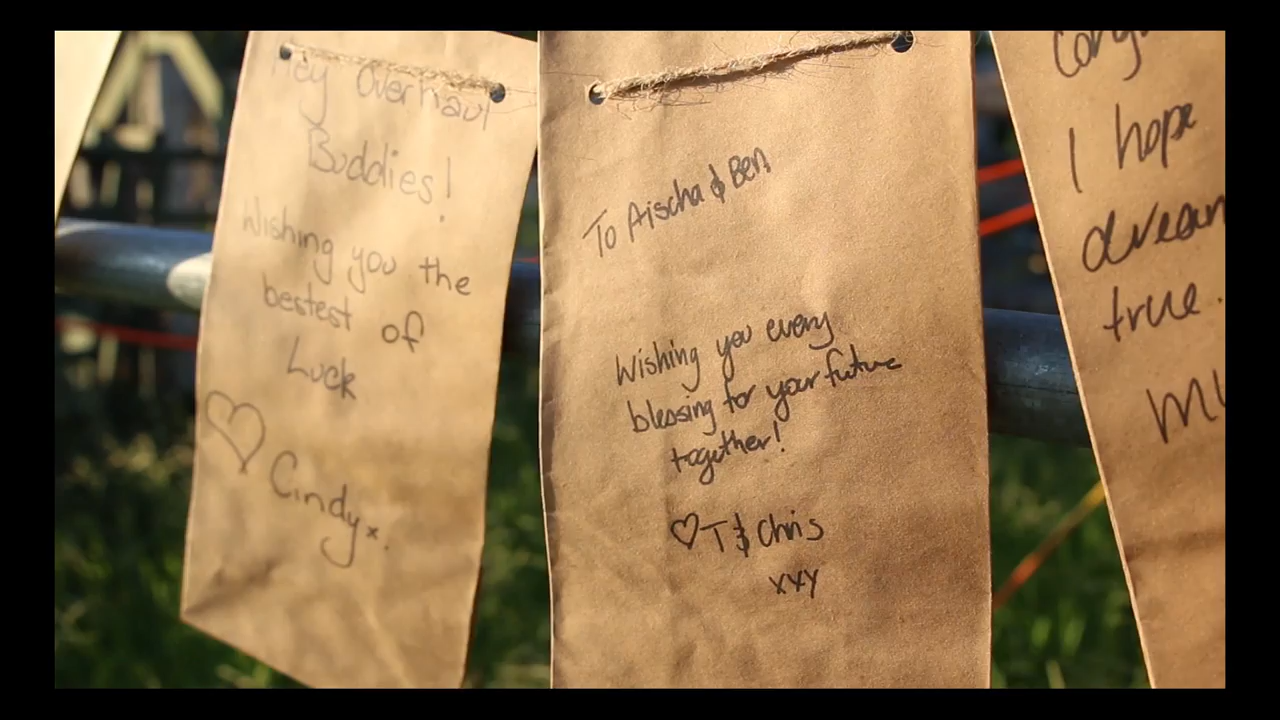 Hey Overhaul
Buddies!
Wishing you the
bestest of
Luck
♡ Cindy x.
To Aischa & Ben
Wishing you every
blessing for your future
together!
♡ T & Chris
xxy
I hope
true.